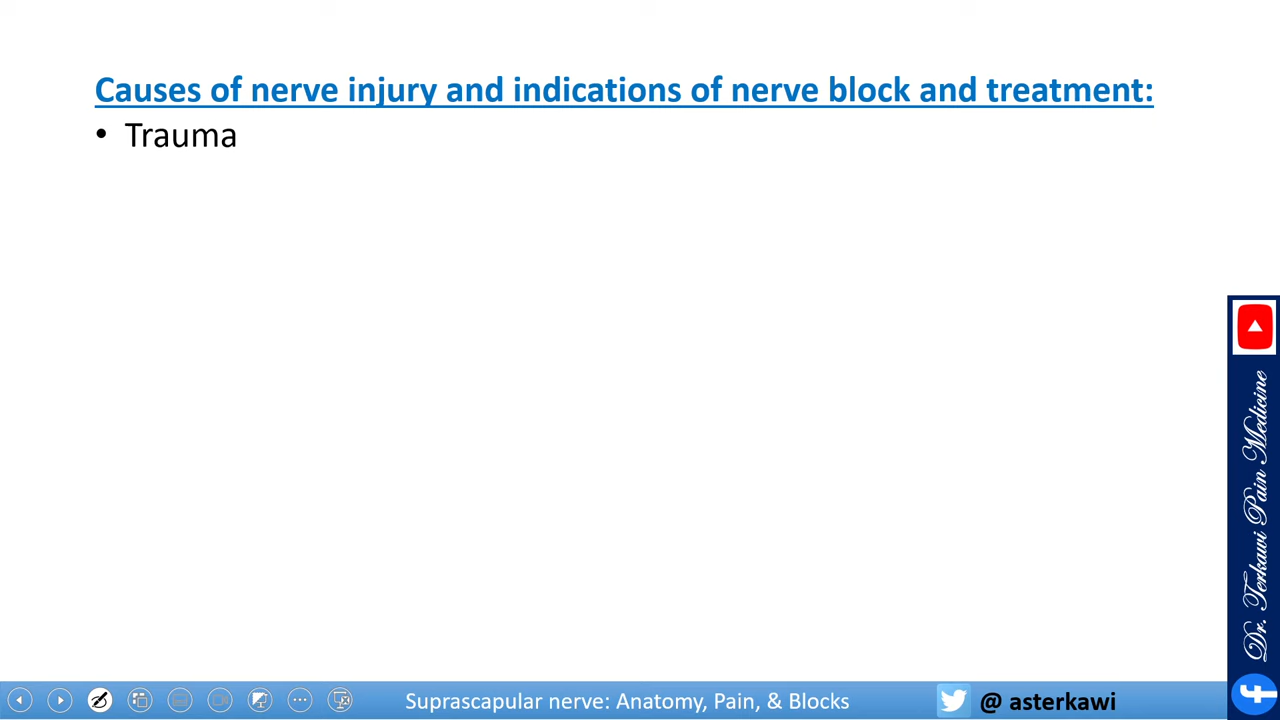 Causes of nerve injury and indications of nerve block and treatment:
• Trauma
Dr. Terkawi Pain Medicine
Suprascapular nerve: Anatomy, Pain, & Blocks
@ asterkawi